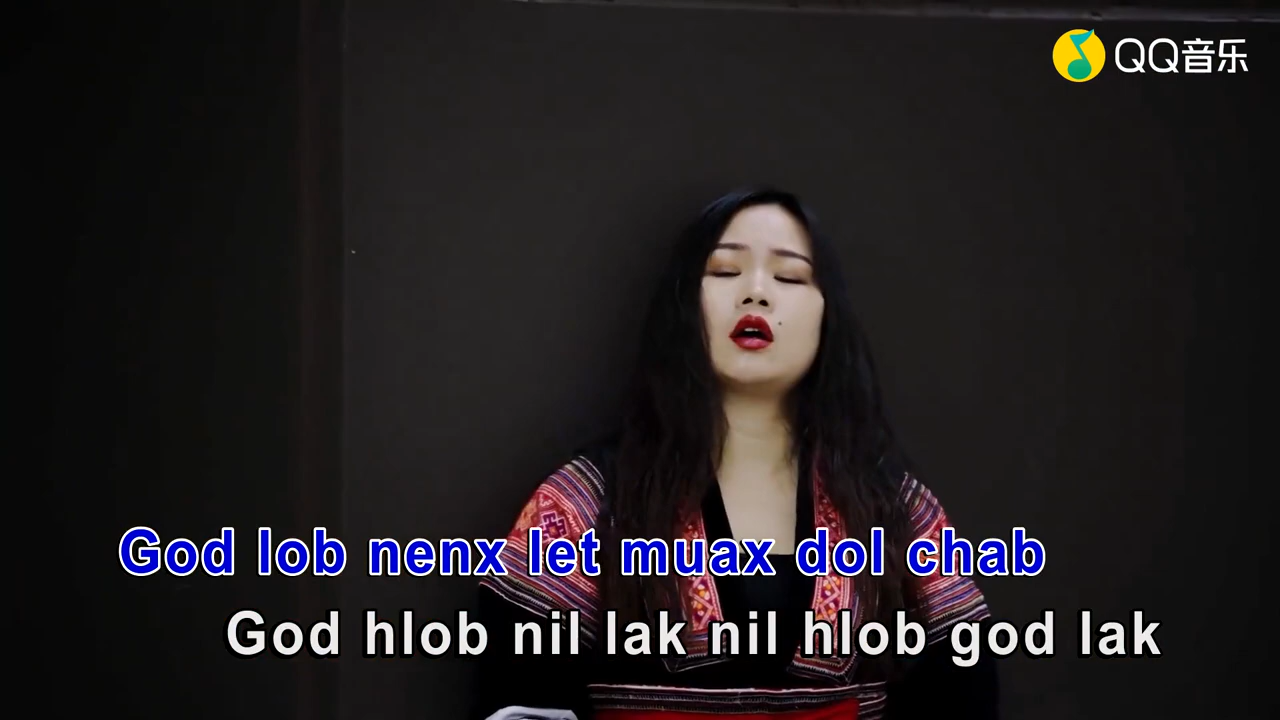 QQ音乐
God lob nenx let muax dol chab
God hlob nil lak nil hlob god lak